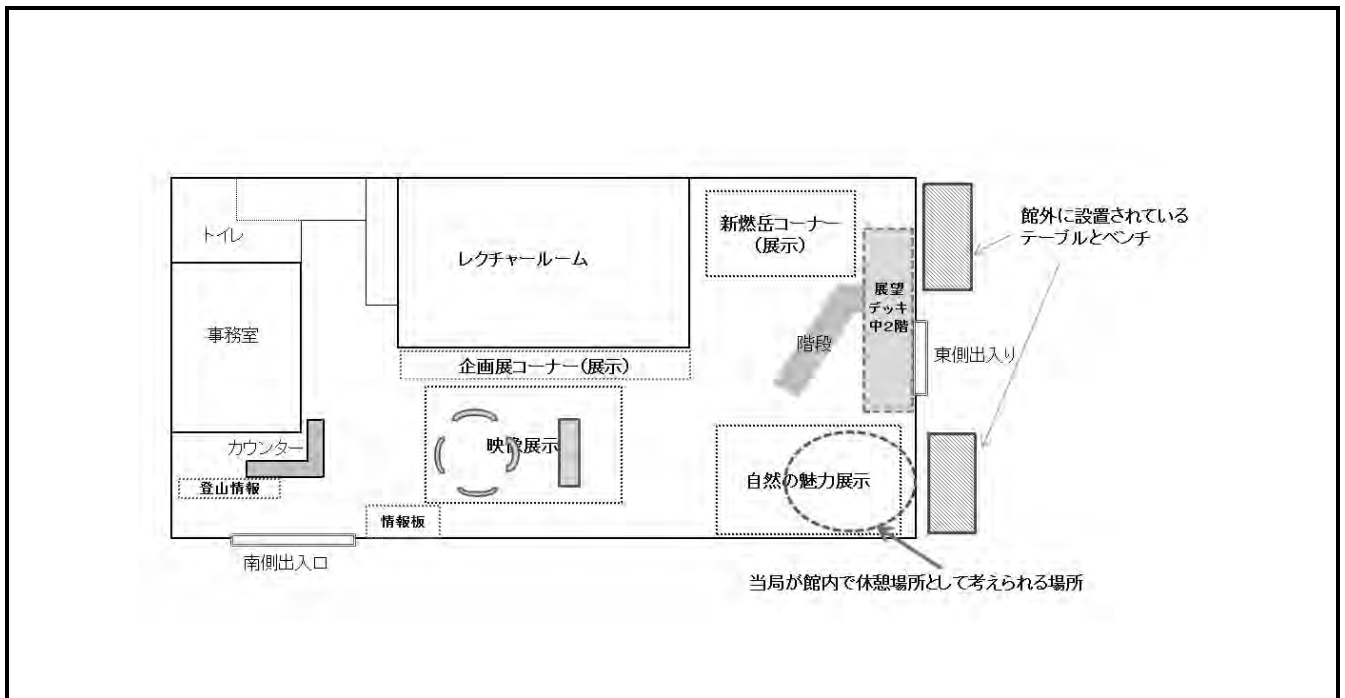 トイレ
レクチャールーム
新燃岳コーナー
(展示)
館外に設置されている
テーブルとベンチ
展望
デッキ
中2階
事務室
階段
東側出入り
企画展コーナー(展示)
映像展示
カウンター
登山情報
情報板
自然の魅力展示
南側出入口
当局が館内で休憩場所として考えられる場所